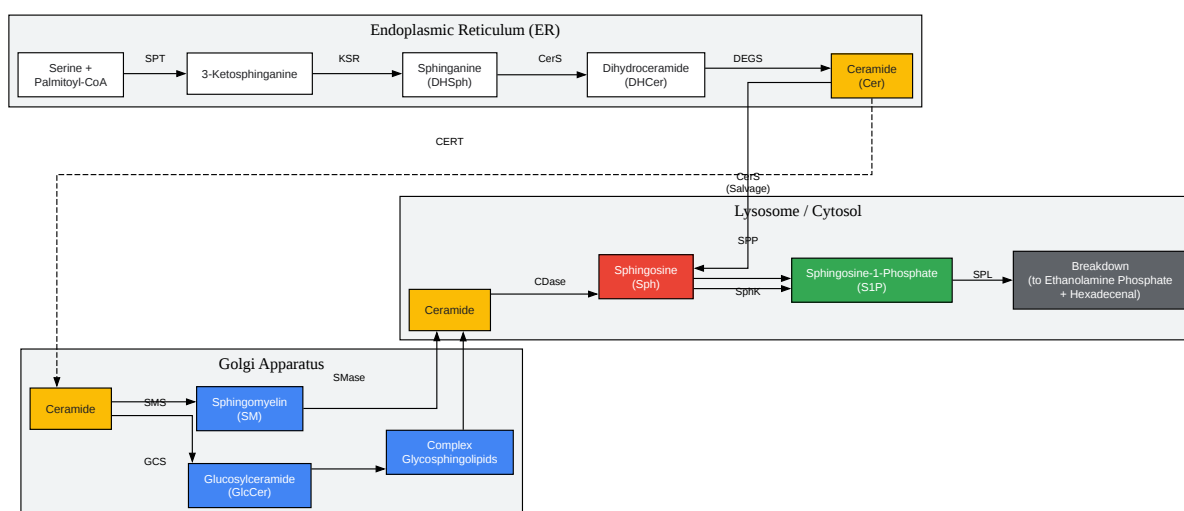 Endoplasmic Reticulum (ER)
Serine +
Palmitoyl-CoA
SPT
3-Ketosphinganine
KSR
Sphinganine
(DHSph)
CerS
Dihydroceramide
(DHCer)
DEGS
Ceramide
(Cer)
CERT
CerS
(Salvage)
Lysosome / Cytosol
SPP
Ceramide
CDase
Sphingosine
(Sph)
SphK
Sphingosine-1-Phosphate
(S1P)
SPL
Breakdown
(to Ethanolamine Phosphate
+ Hexadecenal)
Golgi Apparatus
Ceramide
SMS
Sphingomyelin
(SM)
SMase
GCS
Glucosylceramide
(GlcCer)
Complex
Glycosphingolipids